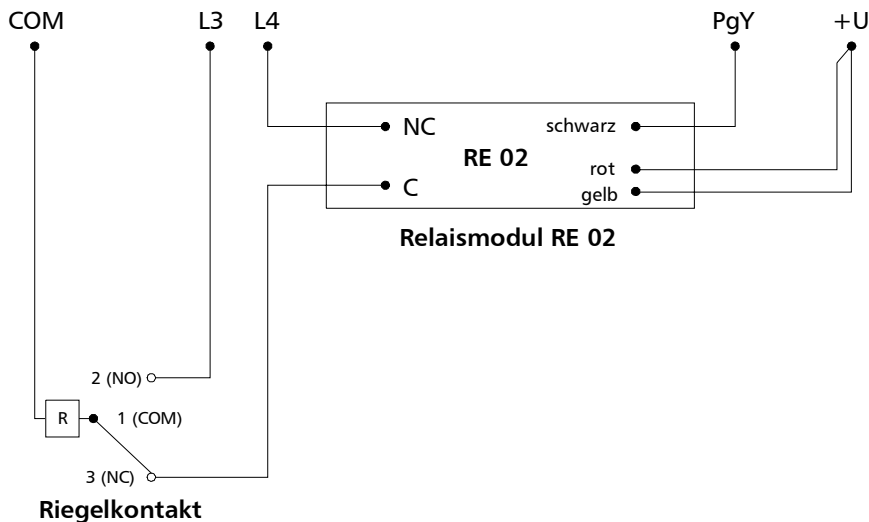 COM L3 L4 PgY +U
NC schwarz
RE 02
rot
C gelb
Relaismodul RE 02
2 (NO)
R 1 (COM)
3 (NC)
Riegelkontakt